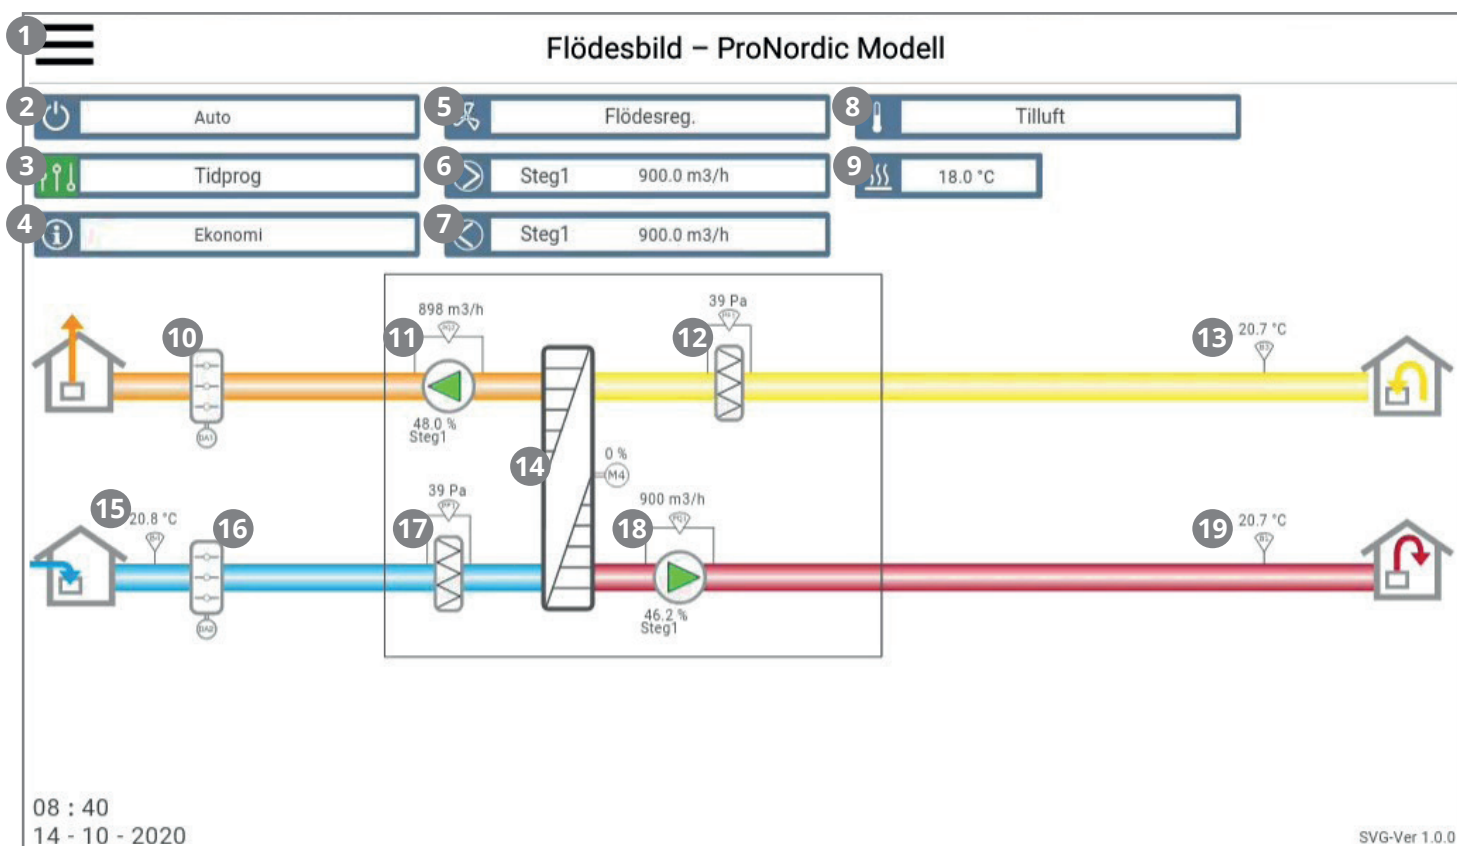 1
Flödesbild – ProNordic Modell
2 Auto
5 Flödesreg.
8 Tilluft
3 Tidprog
6 Steg1 900.0 m3/h
9 18.0 °C
4 Ekonomi
7 Steg1 900.0 m3/h
898 m3/h
39 Pa
20.7 °C
10
11
12
13
48.0 %
Steg1
DA1
14
0 %
M4
15
20.8 °C
16
39 Pa
17
900 m3/h
18
20.7 °C
19
DA2
46.2 %
Steg1
08 : 40
14 - 10 - 2020
SVG-Ver 1.0.0